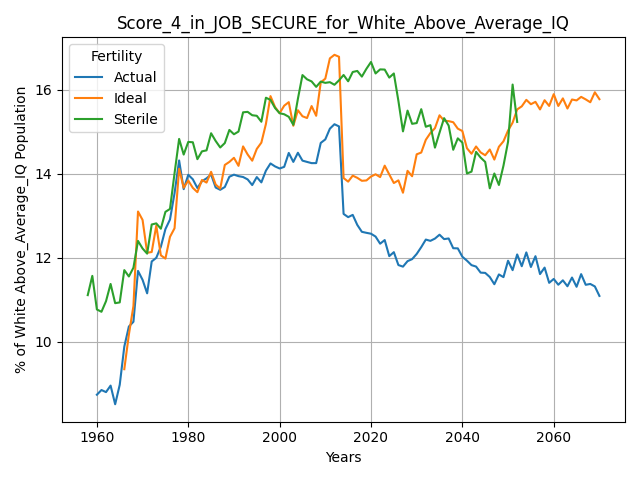 Score_4_in_JOB_SECURE_for_White_Above_Average_IQ
Fertility
Actual
Ideal
Sterile
% of White Above_Average_IQ Population
16
14
12
10
1960
1980
2000
2020
2040
2060
Years